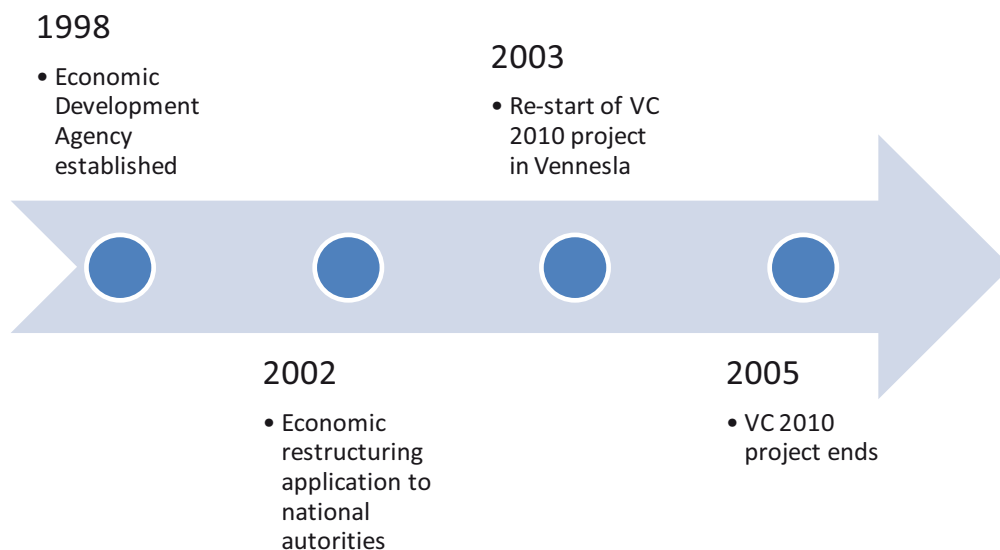 1998
• Economic
Development
Agency
established
2003
• Re-start of VC
2010 project
in Vennesla
2002
• Economic
restructuring
application to
national
autorities
2005
• VC 2010
project ends